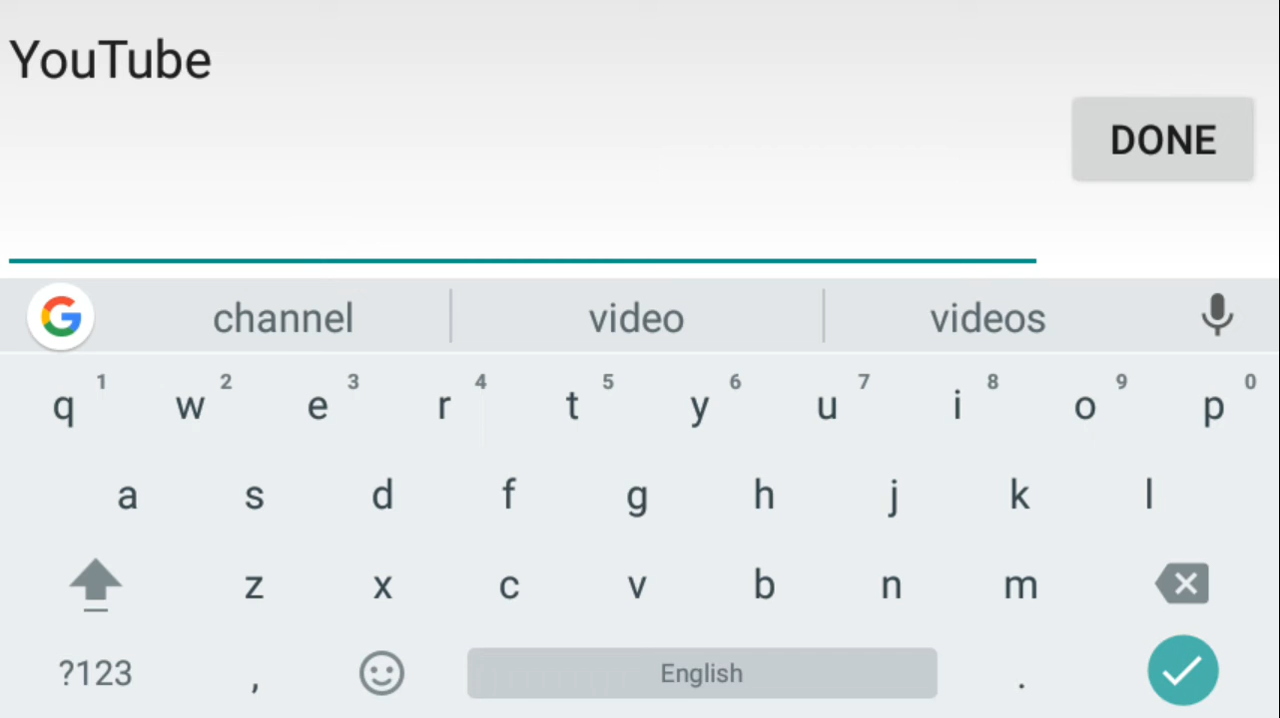 YouTube
DONE
channel video videos
1 2 3 4 5 6 7 8 9 0
q w e r t y u i o p
a s d f g h j k l
z x c v b n m
?123 , English .